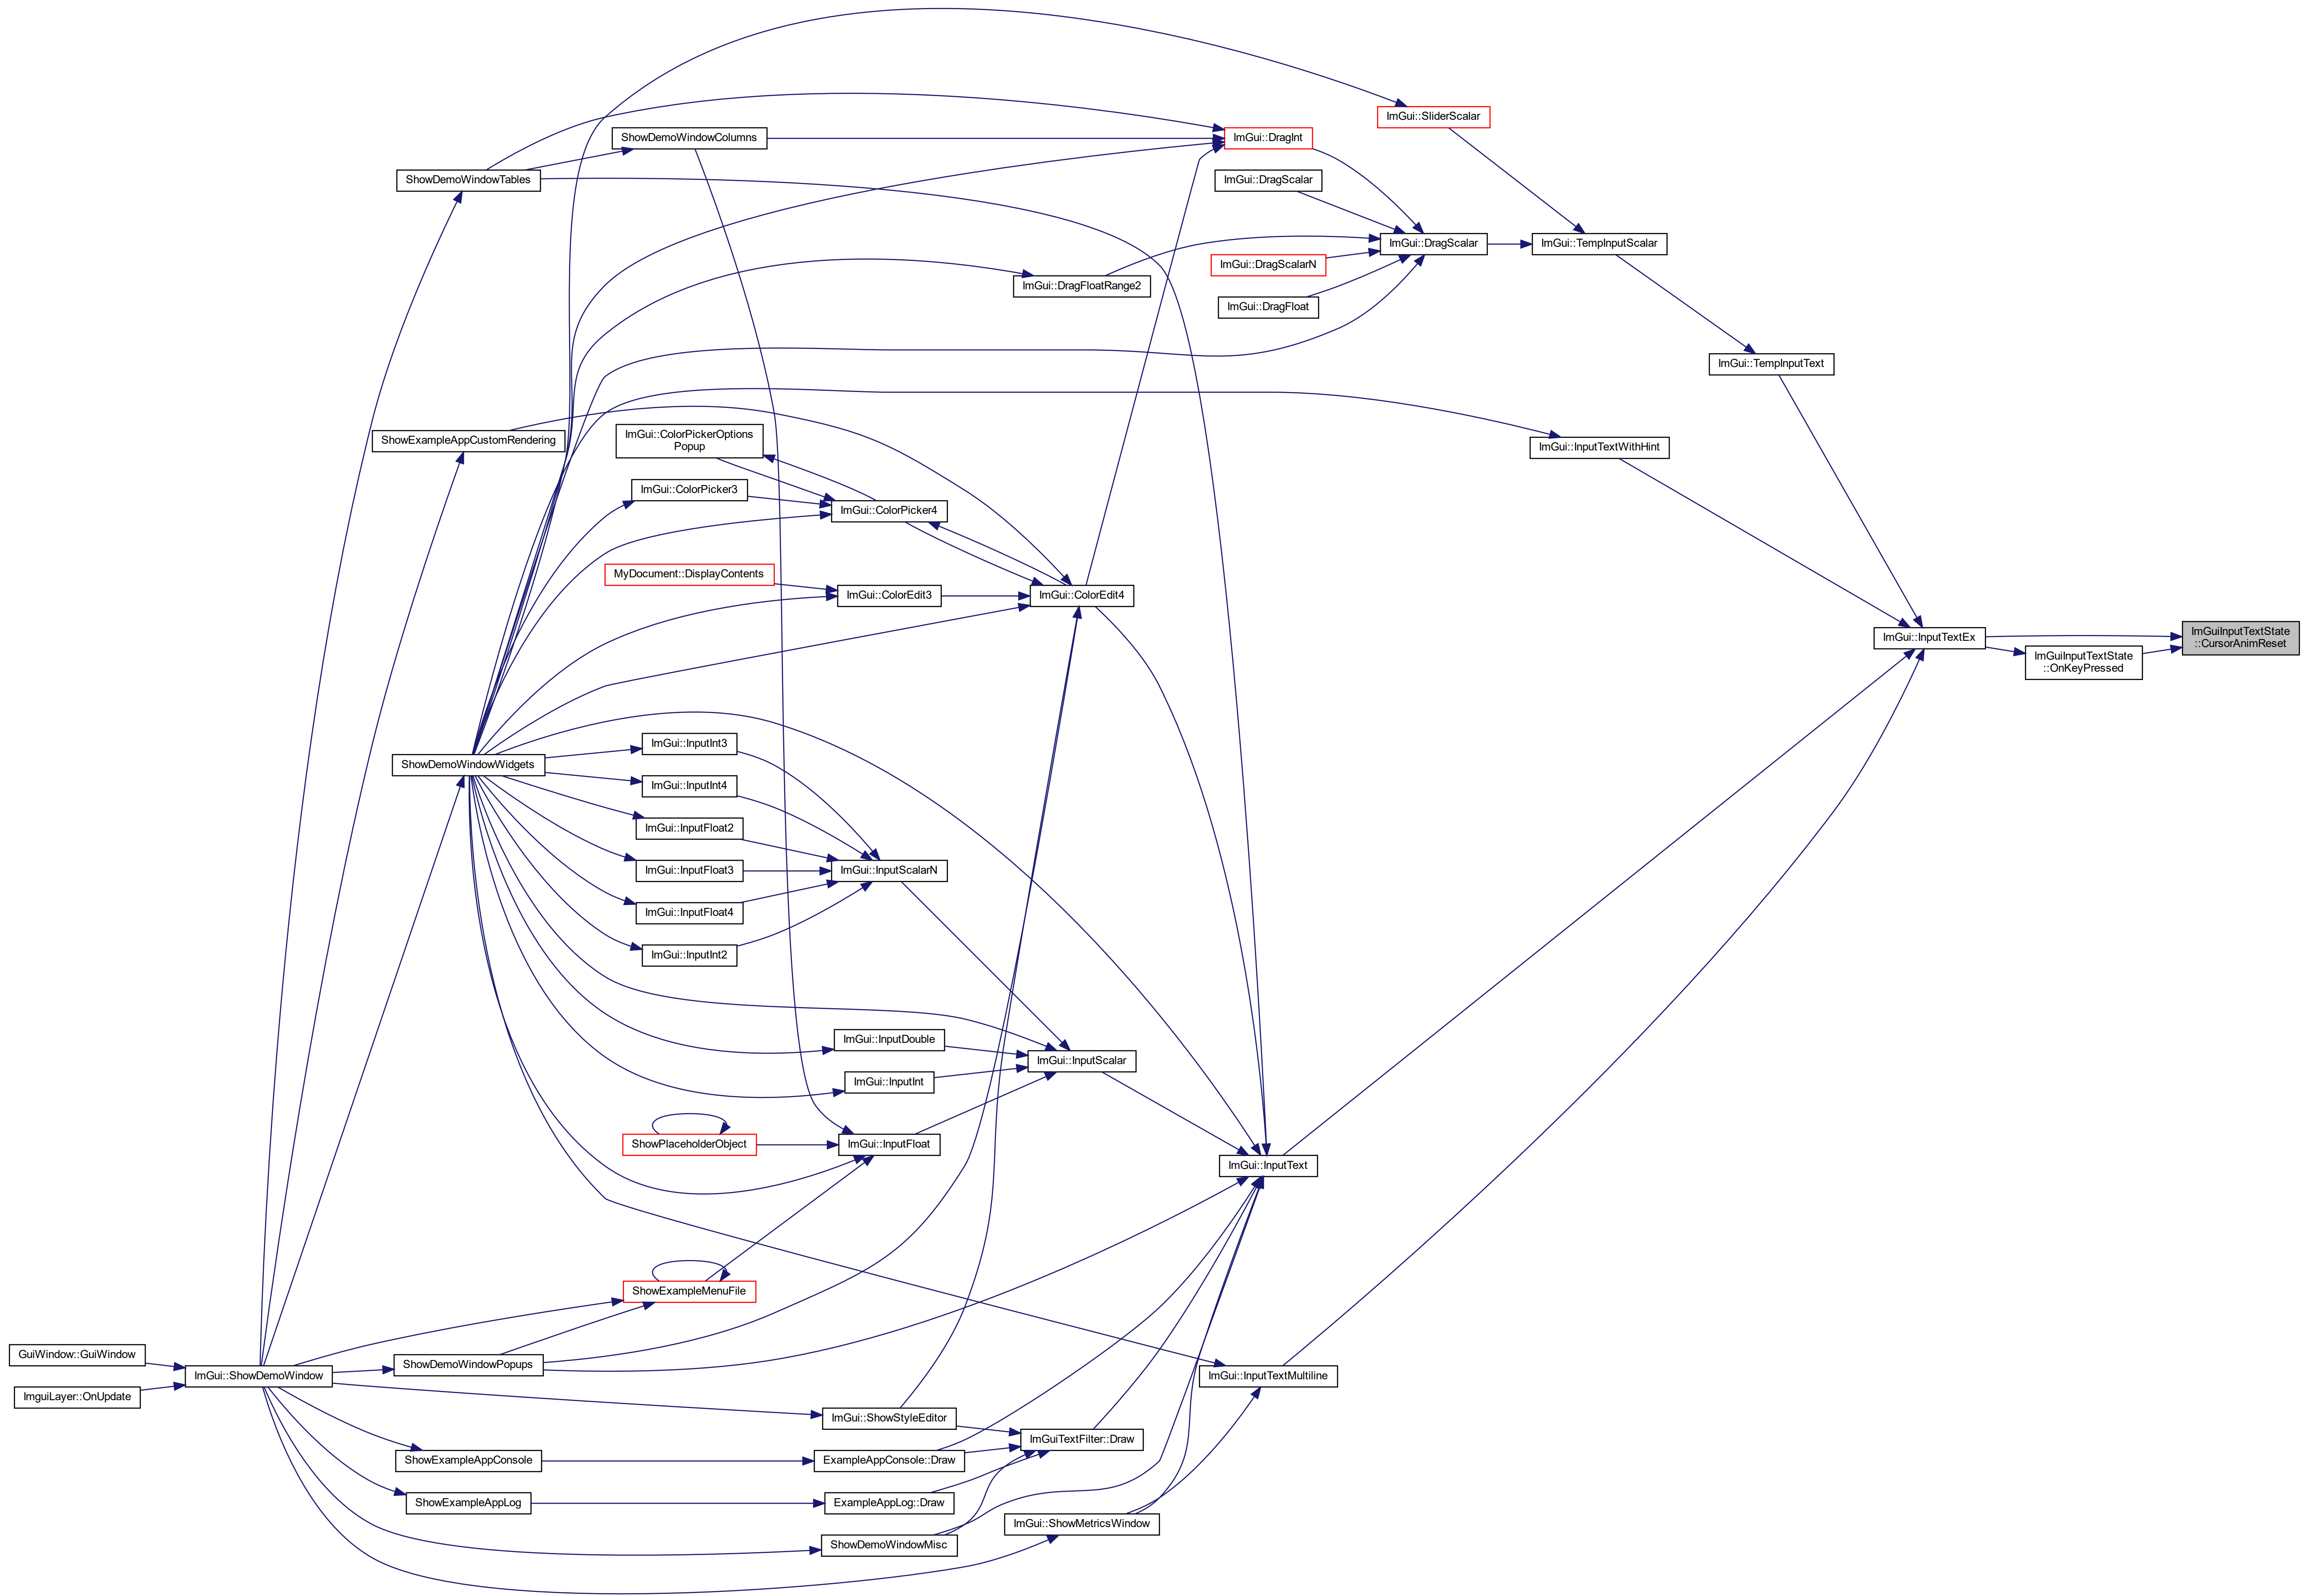 ImGui::SliderScalar
ShowDemoWindowColumns
ImGui::DragInt
ShowDemoWindowTables
ImGui::DragScalar
ImGui::DragScalar
ImGui::TempInputScalar
ImGui::DragScalarN
ImGui::DragFloatRange2
ImGui::DragFloat
ImGui::TempInputText
ShowExampleAppCustomRendering
ImGui::ColorPickerOptions
Popup
ImGui::InputTextWithHint
ImGui::ColorPicker3
ImGui::ColorPicker4
MyDocument::DisplayContents
ImGui::ColorEdit3
ImGui::ColorEdit4
ImGui::InputTextEx
ImGuiInputTextState
::CursorAnimReset
ImGuiInputTextState
::OnKeyPressed
ImGui::InputInt3
ShowDemoWindowWidgets
ImGui::InputInt4
ImGui::InputFloat2
ImGui::InputFloat3
ImGui::InputScalarN
ImGui::InputFloat4
ImGui::InputInt2
ImGui::InputDouble
ImGui::InputScalar
ImGui::InputInt
ShowPlaceholderObject
ImGui::InputFloat
ImGui::InputText
ShowExampleMenuFile
GuiWindow::GuiWindow
ShowDemoWindowPopups
ImGui::ShowDemoWindow
ImGui::InputTextMultiline
ImguiLayer::OnUpdate
ImGui::ShowStyleEditor
ImGuiTextFilter::Draw
ShowExampleAppConsole
ExampleAppConsole::Draw
ShowExampleAppLog
ExampleAppLog::Draw
ImGui::ShowMetricsWindow
ShowDemoWindowMisc